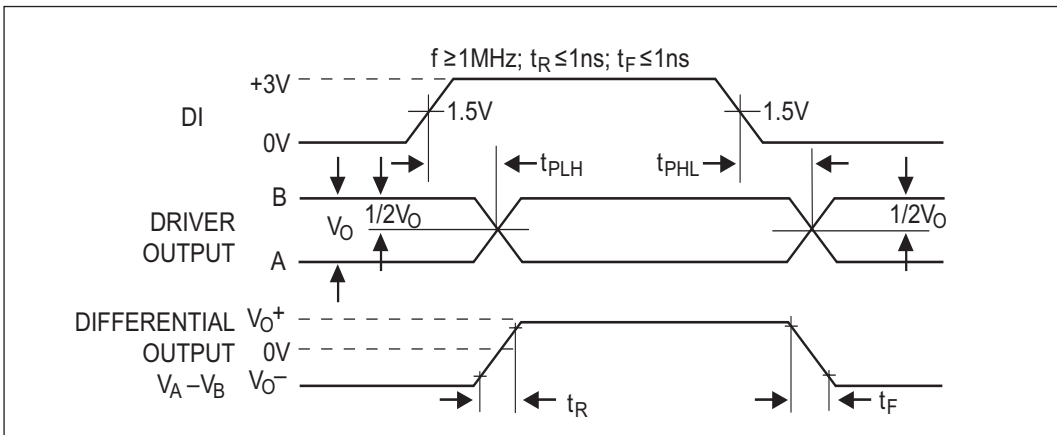 f ≥1MHz; tR ≤1ns; tF ≤1ns
+3V
DI
1.5V
1.5V
0V
tPLH
tPHL
B
DRIVER OUTPUT
VO
1/2VO
1/2VO
A
DIFFERENTIAL OUTPUT
VA –VB
VO+
0V
VO–
tR
tF